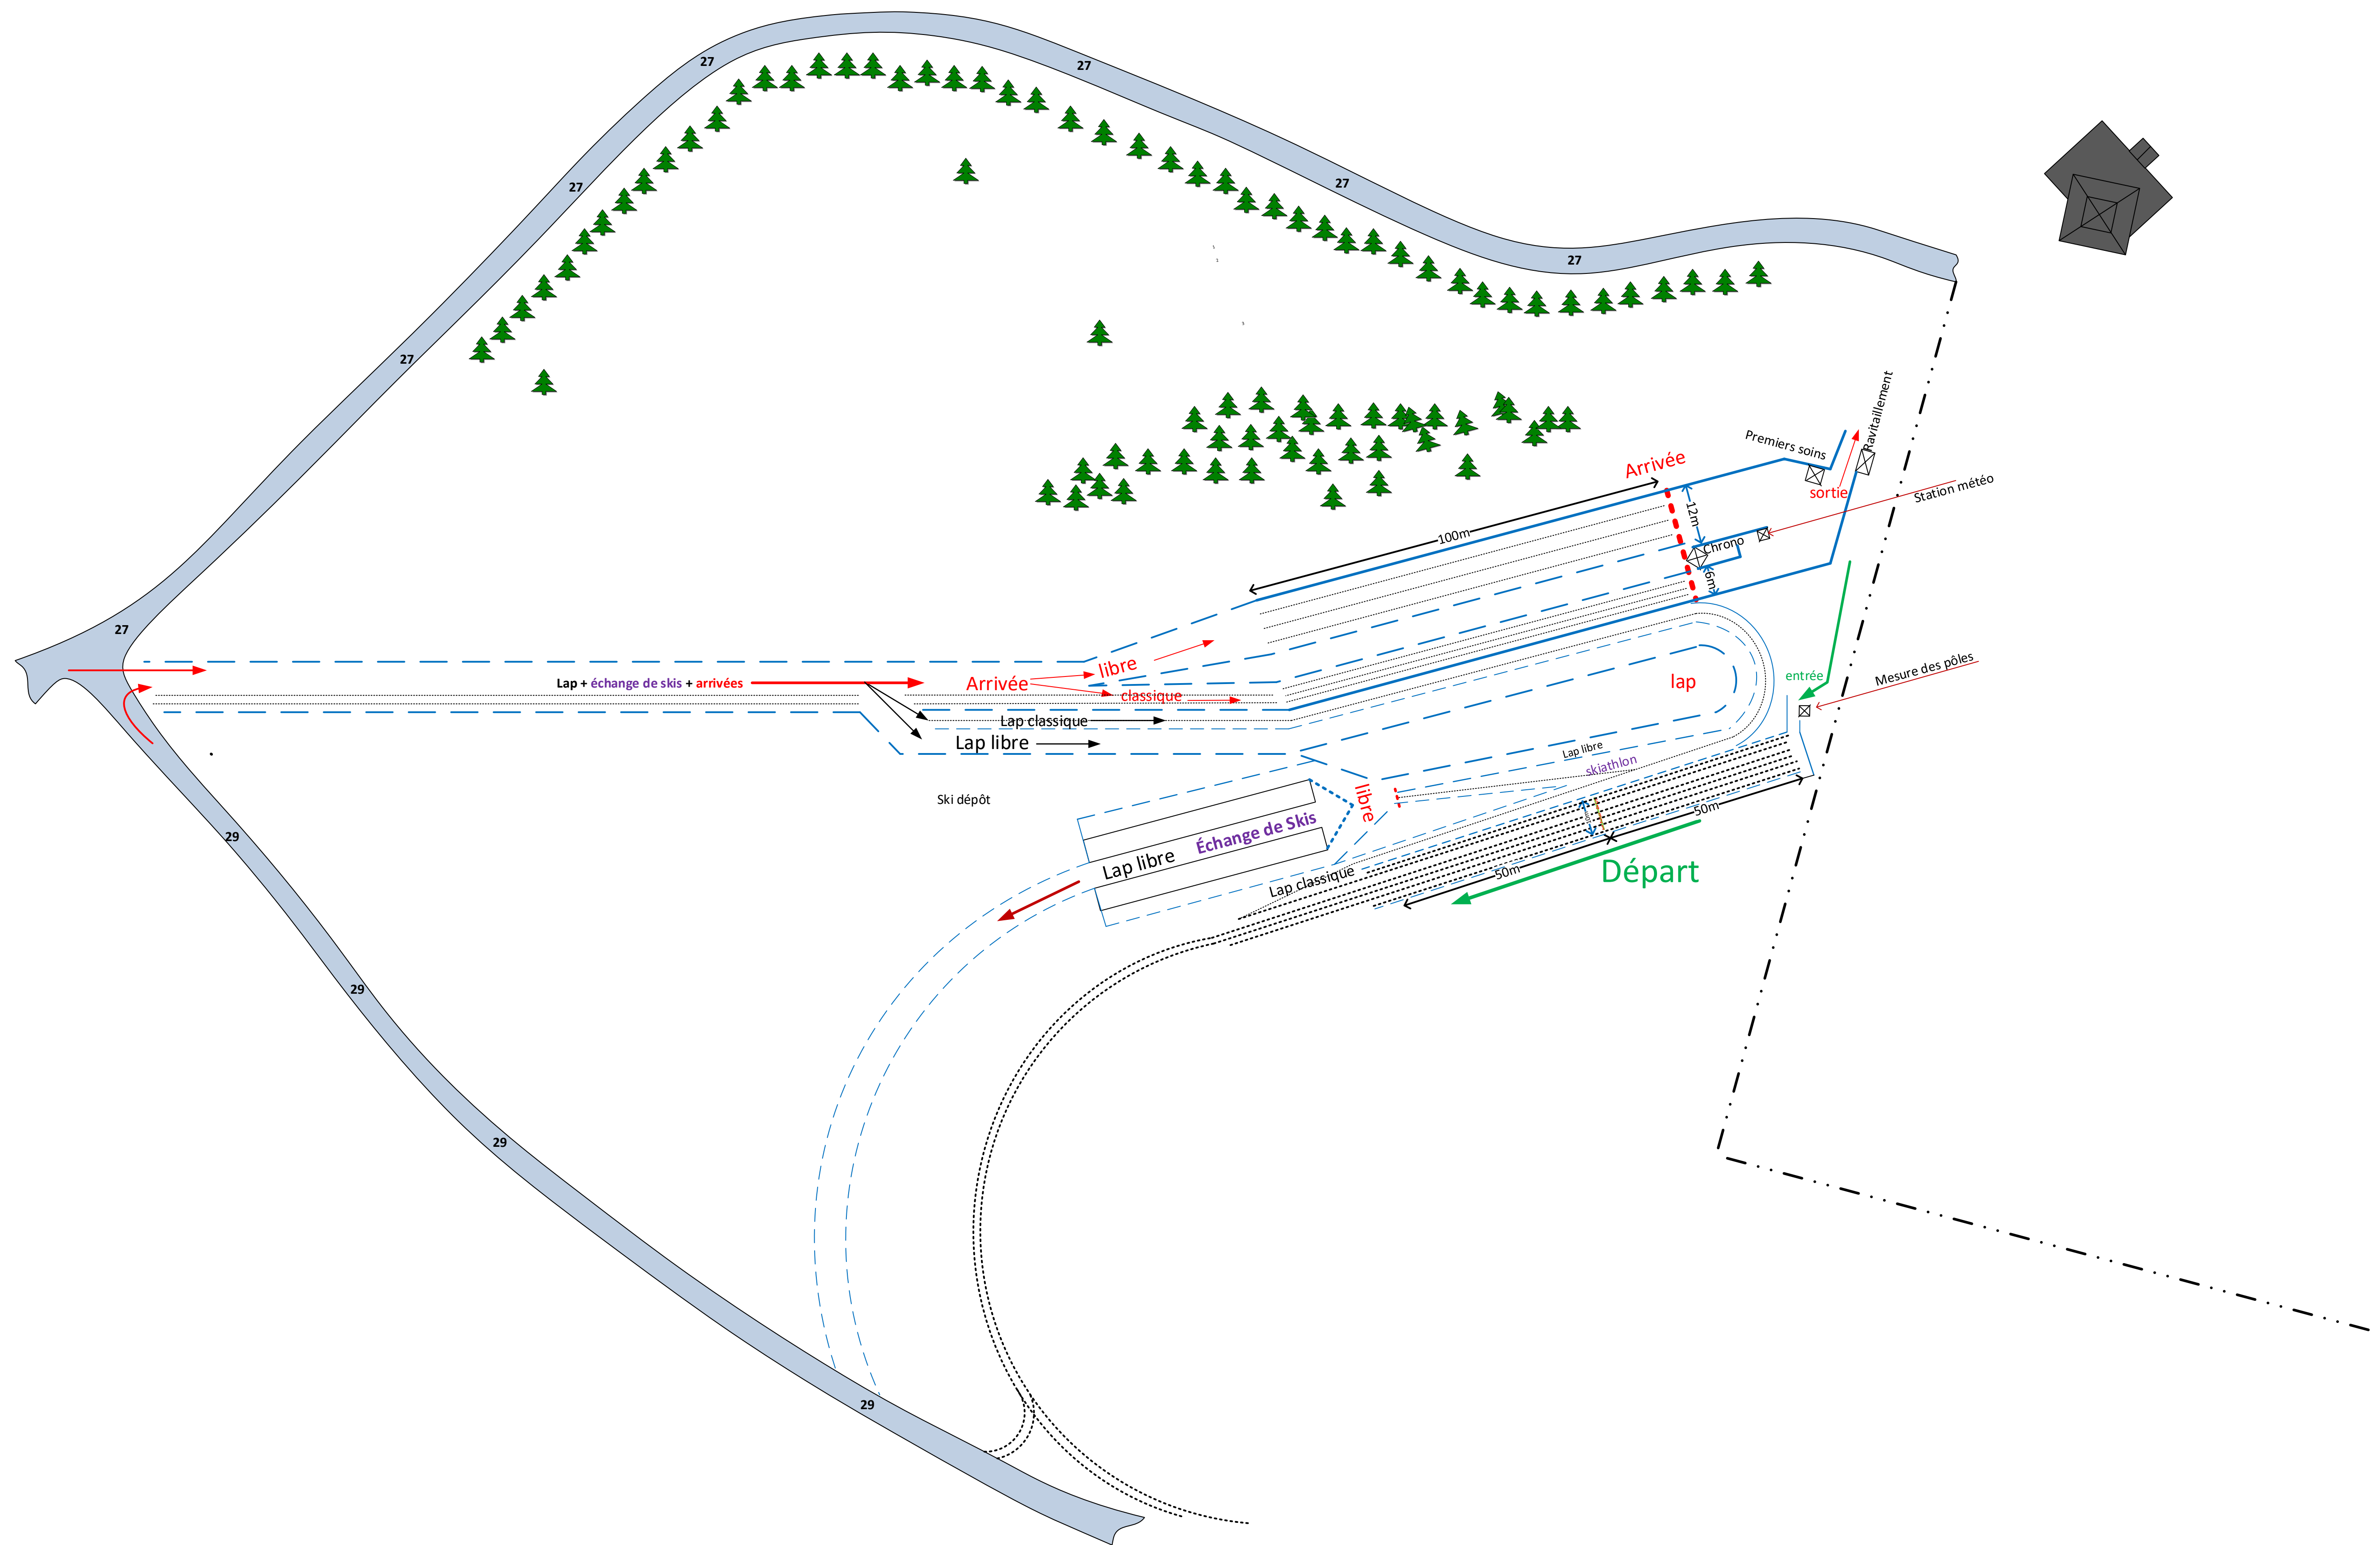 27
27
27
27
27
27
27
Ravitaillement
Premiers soins
Arrivée
sortie
Station météo
12m
100m
Chrono
6m
libre
Mesure des pôles
entrée
lap
Lap + échange de skis + arrivées
Arrivée
classique
Lap classique
Lap libre
Lap libre
skiathlon
Ski dépôt
libre
50m
Échange de Skis
Lap libre
Départ
50m
Lap classique
29
29
29
29